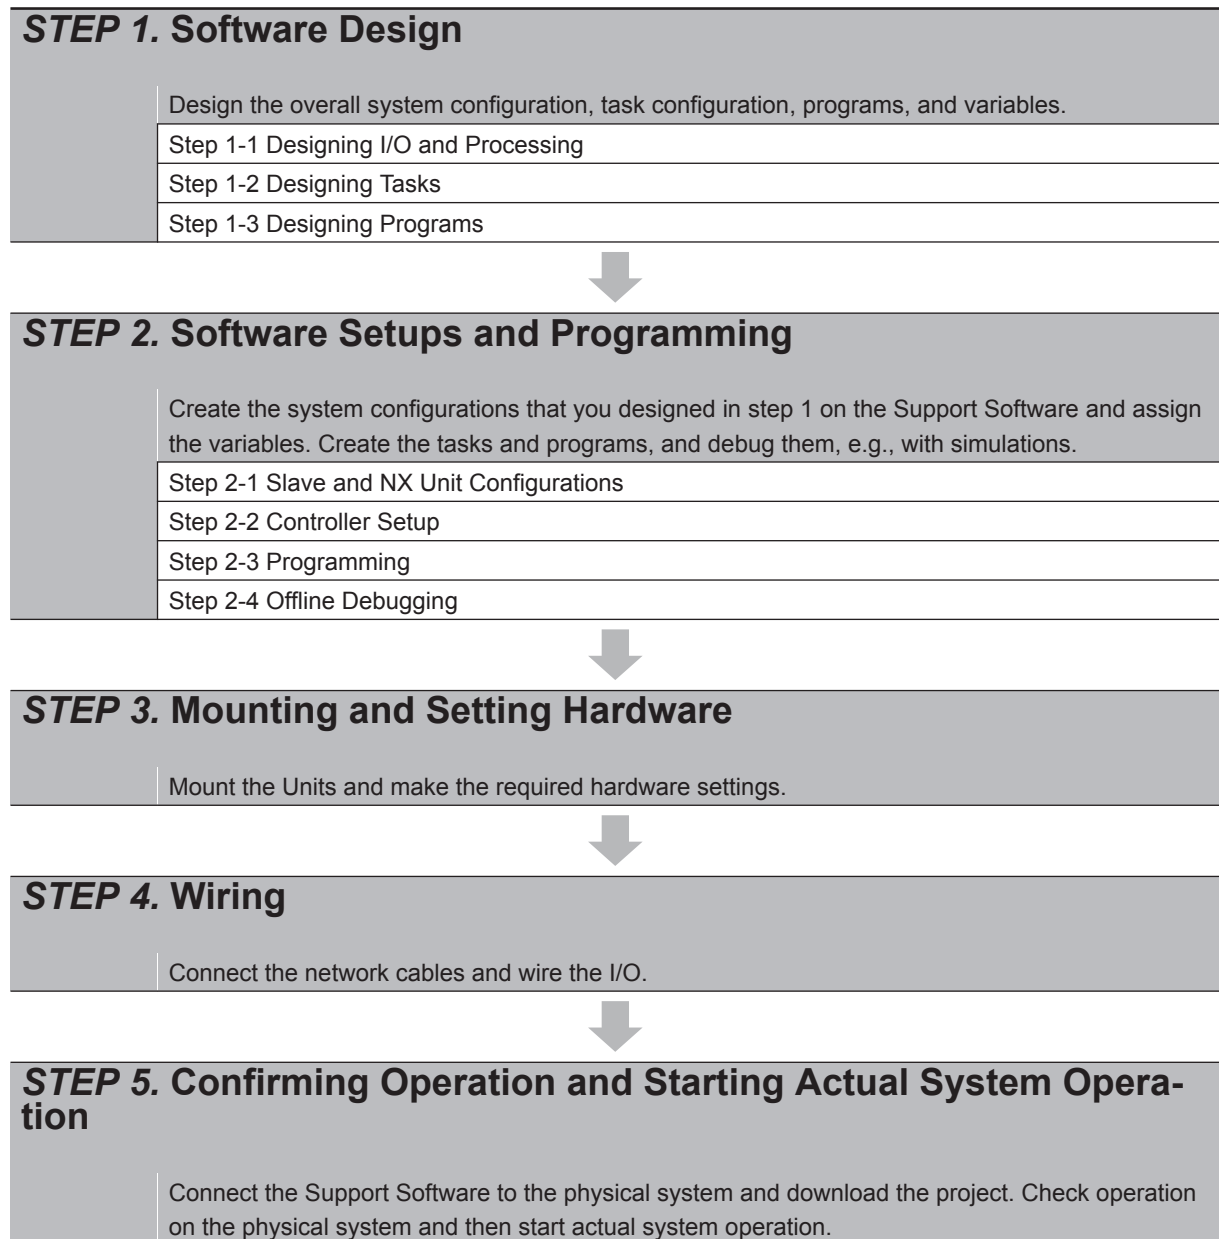 STEP 1. Software Design
Design the overall system configuration, task configuration, programs, and variables.
Step 1-1 Designing I/O and Processing
Step 1-2 Designing Tasks
Step 1-3 Designing Programs
STEP 2. Software Setups and Programming
Create the system configurations that you designed in step 1 on the Support Software and assign
the variables. Create the tasks and programs, and debug them, e.g., with simulations.
Step 2-1 Slave and NX Unit Configurations
Step 2-2 Controller Setup
Step 2-3 Programming
Step 2-4 Offline Debugging
STEP 3. Mounting and Setting Hardware
Mount the Units and make the required hardware settings.
STEP 4. Wiring
Connect the network cables and wire the I/O.
STEP 5. Confirming Operation and Starting Actual System Opera-
tion
Connect the Support Software to the physical system and download the project. Check operation
on the physical system and then start actual system operation.